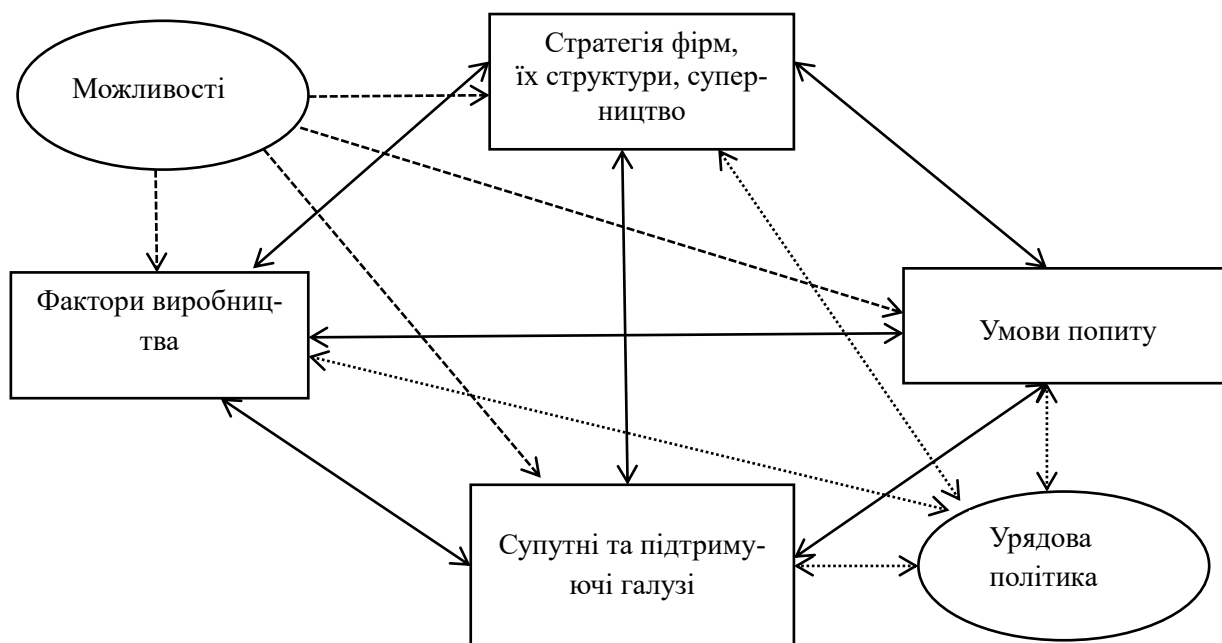 Можливості
Стратегія фірм,
їх структури, супер-
ництво
Фактори виробниц-
тва
Умови попиту
Супутні та підтриму-
ючі галузі
Урядова
політика